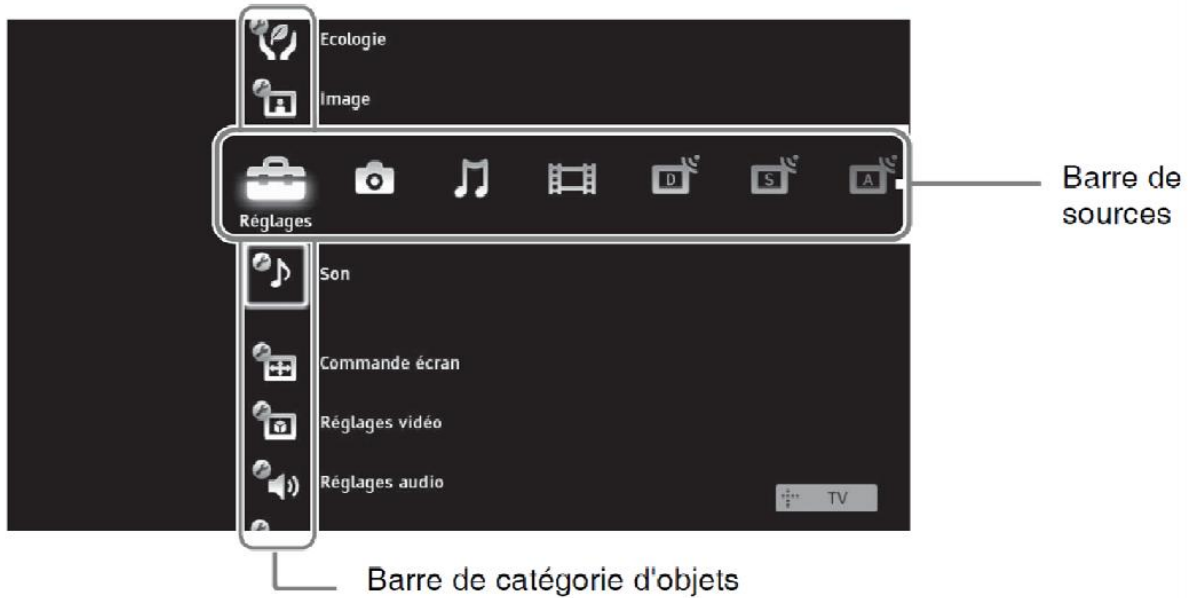 Ecologie
Image
D
S
A
Réglages
Barre de
sources
Son
Commande écran
Réglages vidéo
Réglages audio
TV
Barre de catégorie d'objets